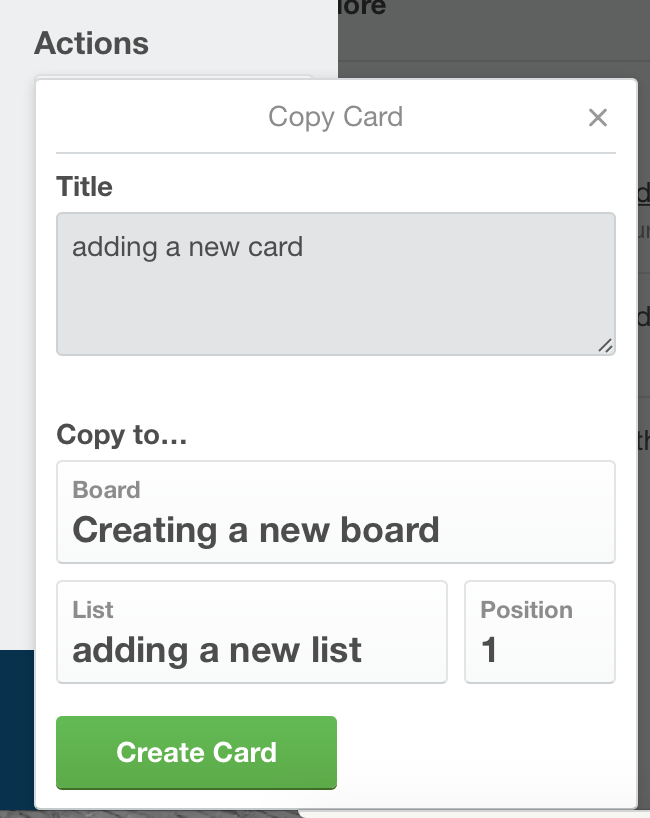 Actions
Copy Card
Title
adding a new card
Copy to…
Board
Creating a new board
List
adding a new list
Position
1
Create Card